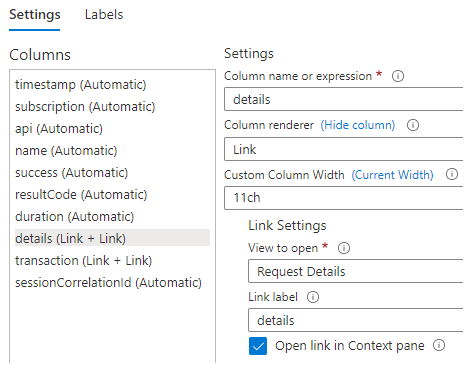 Settings Labels
Columns
timestamp (Automatic)
subscription (Automatic)
api (Automatic)
name (Automatic)
success (Automatic)
resultCode (Automatic)
duration (Automatic)
details (Link + Link)
transaction (Link + Link)
sessionCorrelationId (Automatic)
Settings
Column name or expression *
details
Column renderer (Hide column)
Link
Custom Column Width (Current Width)
11ch
Link Settings
View to open *
Request Details
Link label
details
Open link in Context pane